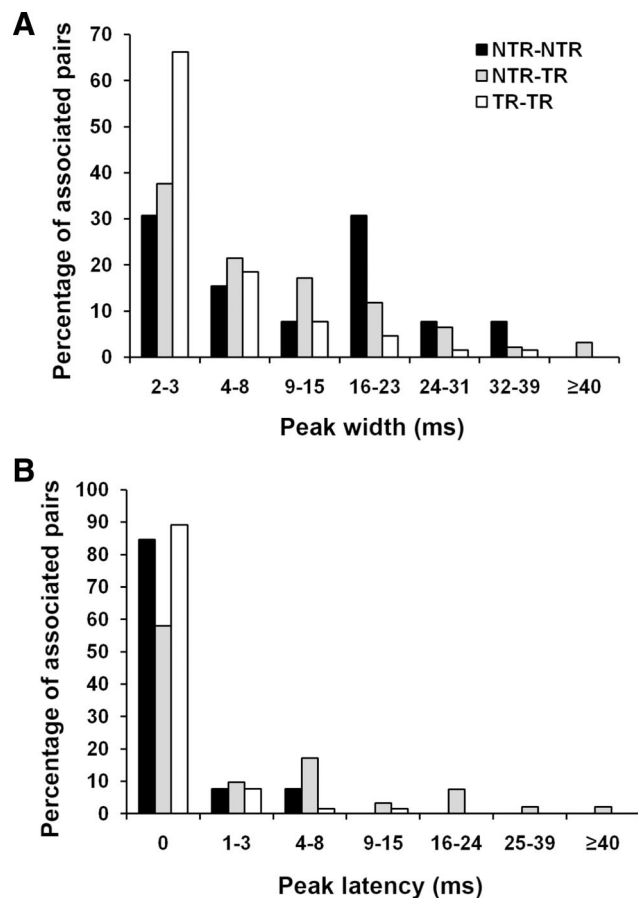 A
Percentage of associated pairs
70
60
50
40
30
20
10
0
NTR-NTR
NTR-TR
TR-TR
2-3 4-8 9-15 16-23 24-31 32-39 ≥40
Peak width (ms)
B
Percentage of associated pairs
100
90
80
70
60
50
40
30
20
10
0
0 1-3 4-8 9-15 16-24 25-39 ≥40
Peak latency (ms)